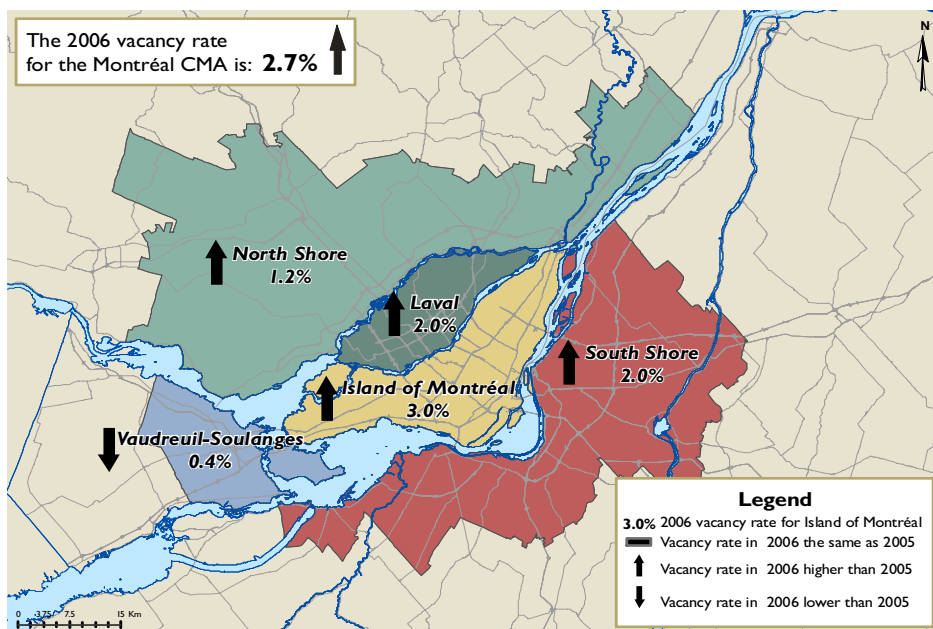 The 2006 vacancy rate
for the Montréal CMA is: 2.7%
N
North Shore
1.2%
Laval
2.0%
South Shore
2.0%
Island of Montréal
3.0%
Vaudreuil-Soulanges
0.4%
Legend
3.0% 2006 vacancy rate for Island of Montréal
Vacancy rate in 2006 the same as 2005
Vacancy rate in 2006 higher than 2005
Vacancy rate in 2006 lower than 2005
0 3.75 7.5 15 Km